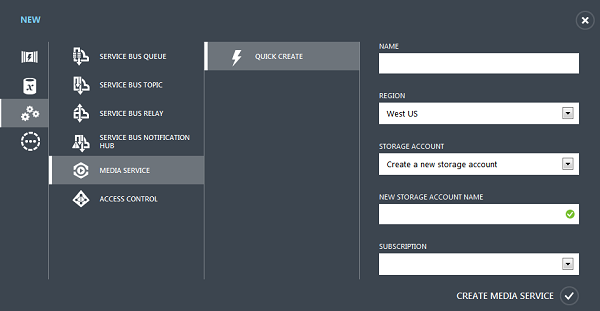 NEW
SERVICE BUS QUEUE
SERVICE BUS TOPIC
SERVICE BUS RELAY
SERVICE BUS NOTIFICATION
HUB
MEDIA SERVICE
ACCESS CONTROL
QUICK CREATE
NAME
REGION
West US
STORAGE ACCOUNT
Create a new storage account
NEW STORAGE ACCOUNT NAME
SUBSCRIPTION
CREATE MEDIA SERVICE